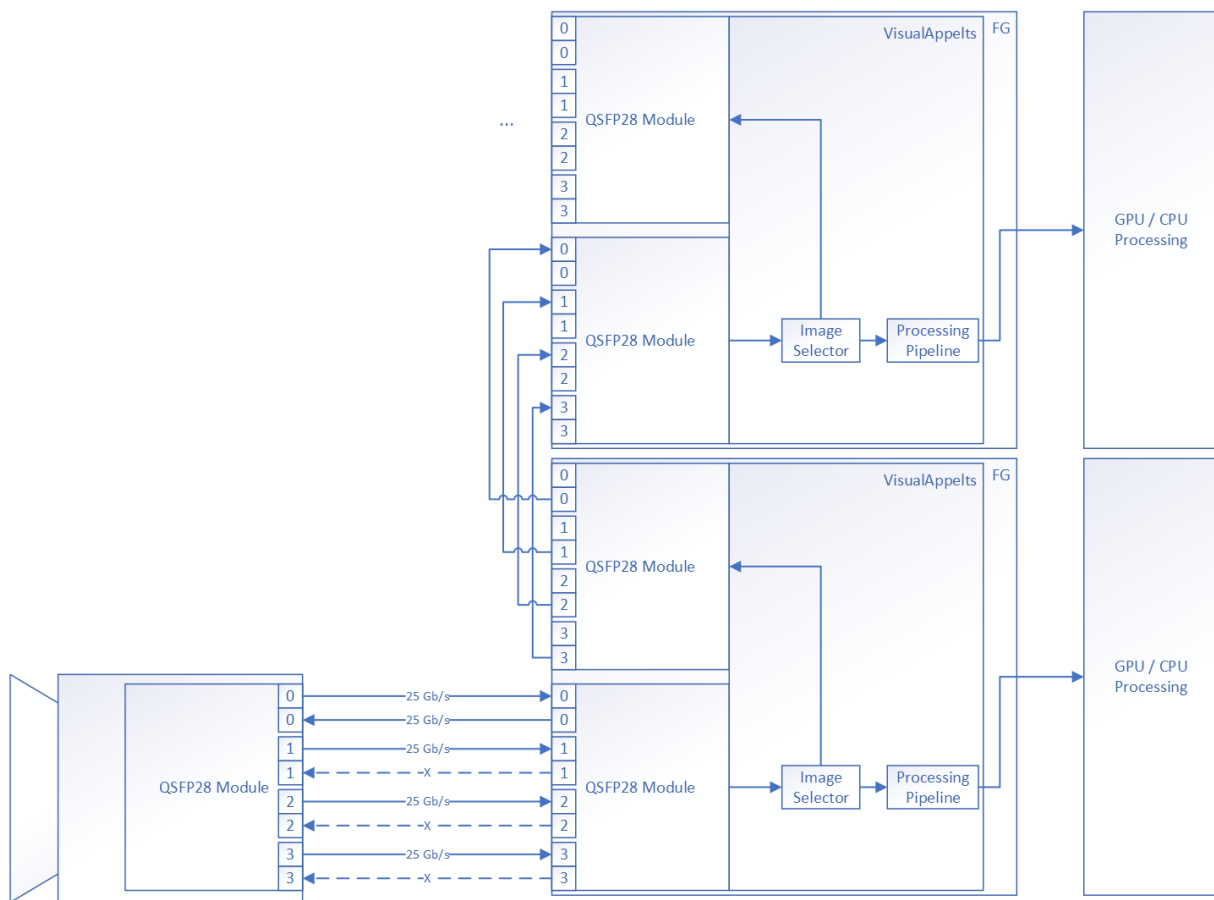 0
0
1
1
2
2
3
3
QSFP28 Module
VisualAppelts
FG
...
GPU / CPU
Processing
0
0
1
1
2
2
3
3
QSFP28 Module
Image
Selector
Processing
Pipeline
0
0
1
1
2
2
3
3
QSFP28 Module
VisualAppelts
FG
GPU / CPU
Processing
0
0
1
1
2
2
3
3
QSFP28 Module
25 Gb/s
25 Gb/s
25 Gb/s
X
25 Gb/s
X
25 Gb/s
X
0
0
1
1
2
2
3
3
QSFP28 Module
Image
Selector
Processing
Pipeline